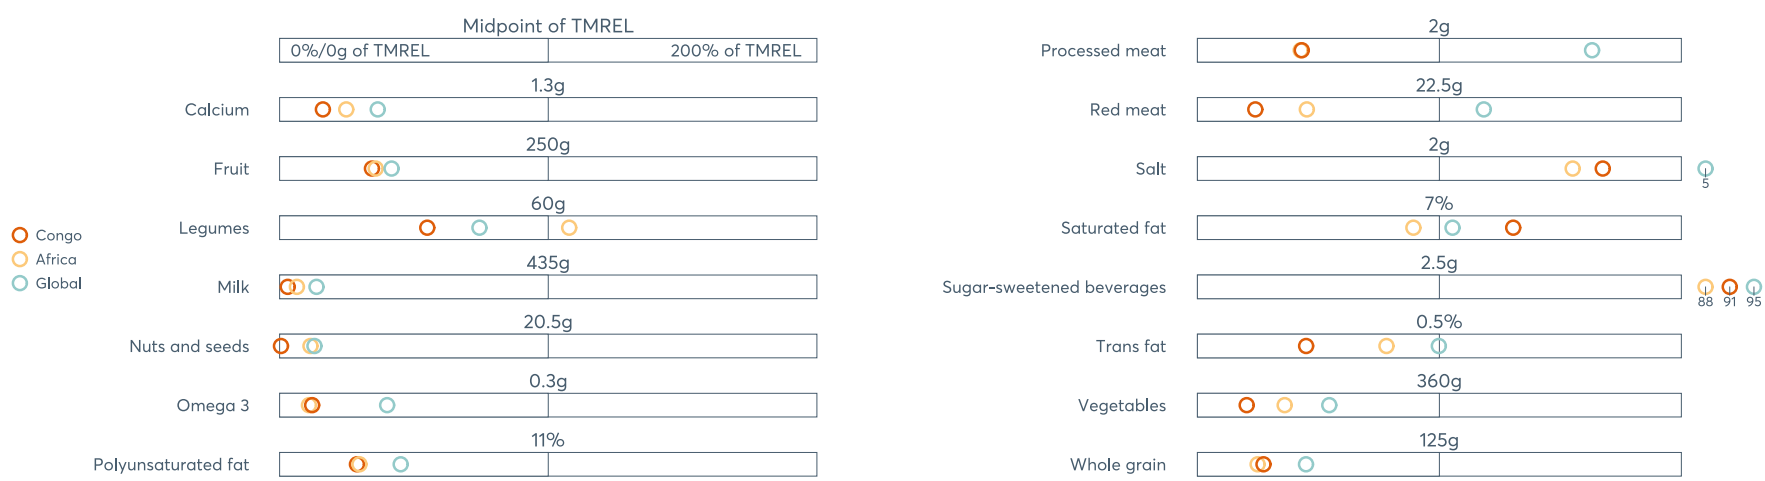 Midpoint of TMREL
0%/0g of TMREL
200% of TMREL
1.3g
Calcium
250g
Fruit
60g
Legumes
435g
Milk
20.5g
Nuts and seeds
0.3g
Omega 3
11%
Polyunsaturated fat
Congo
Africa
Global
2g
Processed meat
22.5g
Red meat
2g
Salt
5
7%
Saturated fat
2.5g
Sugar-sweetened beverages
88 91 95
0.5%
Trans fat
360g
Vegetables
125g
Whole grain